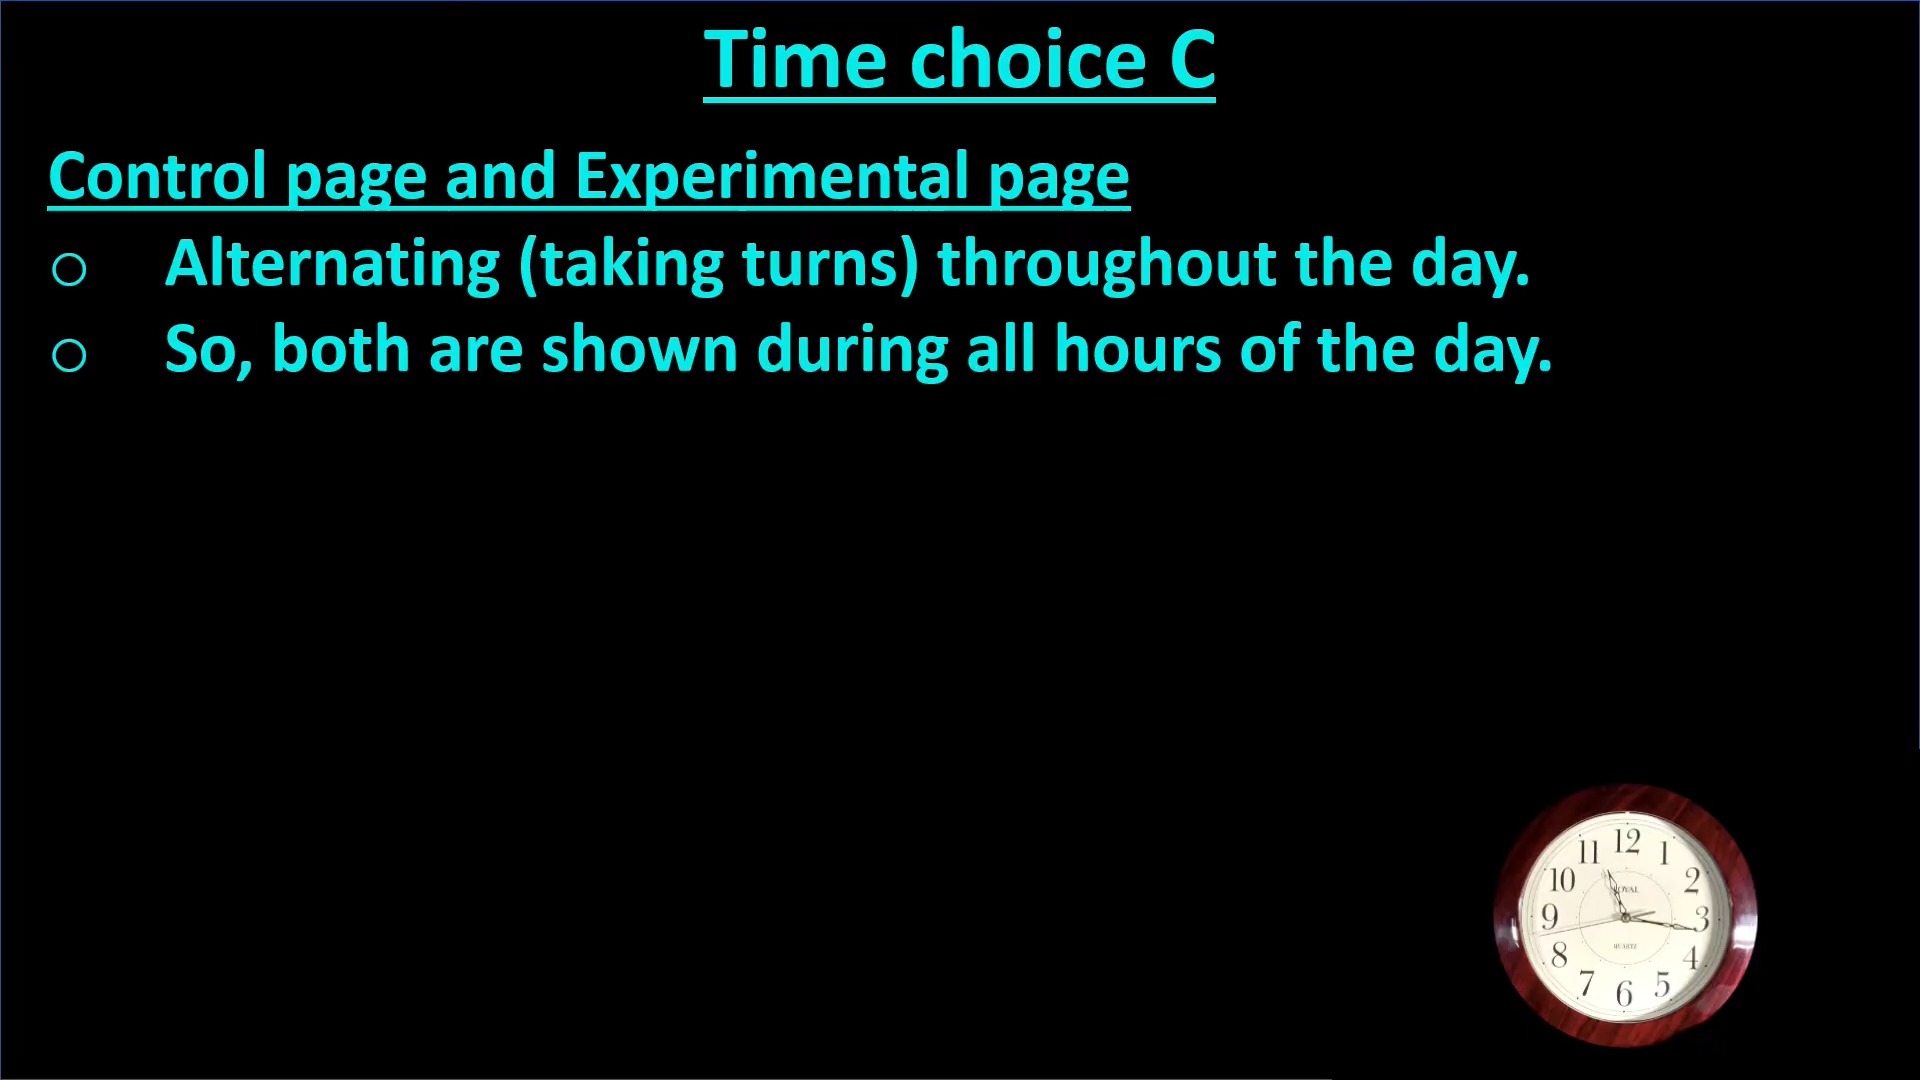 Time choice C
Control page and Experimental page
o Alternating (taking turns) throughout the day.
o So, both are shown during all hours of the day.
12
11 1
10 2
9 3
8 4
7 5
6
QUARTZ